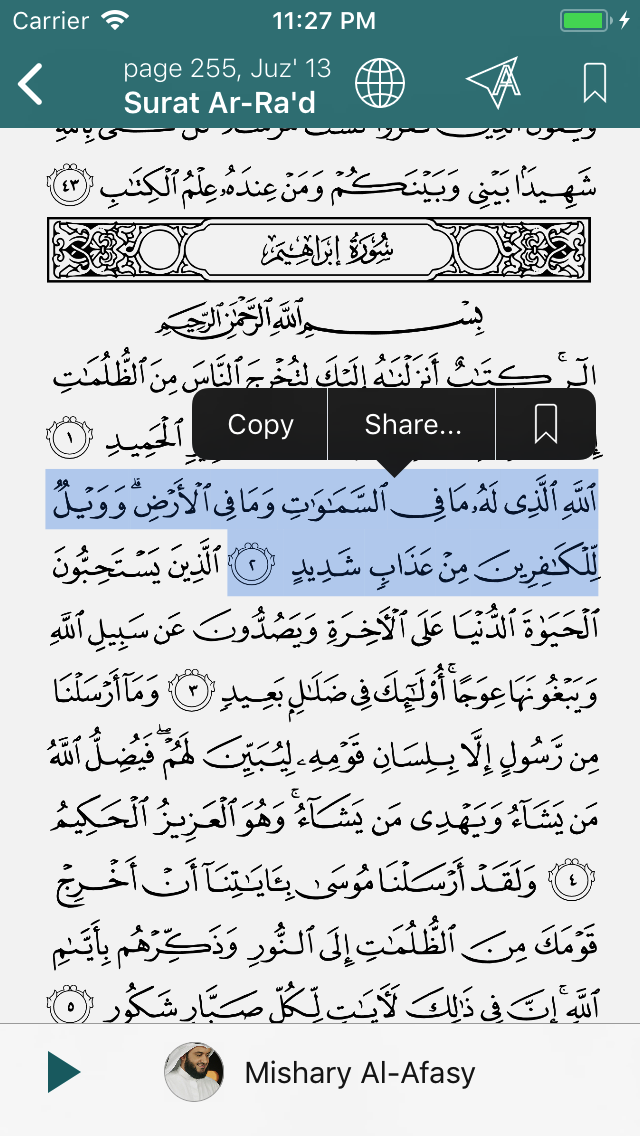 Carrier 11:27 PM
page 255, Juz' 13
Surat Ar-Ra'd
شَهِيدًۢا بَيْنِى وَبَيْنَكُمْ وَمَنْ عِندَهُۥ عِلْمُ ٱلْكِتَٰبِ ٤٣
سُورَةُ إِبْرَاهِيمَ
بِسْمِ ٱللَّهِ ٱلرَّحْمَٰنِ ٱلرَّحِيمِ
الٓر ۚ كِتَٰبٌ أَنزَلْنَٰهُ إِلَيْكَ لِتُخْرِجَ ٱلنَّاسَ مِنَ ٱلظُّلُمَٰتِ
ٱلْحَمِيدِ ١
Copy Share...
ٱللَّهِ ٱلَّذِى لَهُۥ مَا فِى ٱلسَّمَٰوَٰتِ وَمَا فِى ٱلْأَرْضِ ۗ وَوَيْلٌ
لِّلْكَٰفِرِينَ مِنْ عَذَابٍ شَدِيدٍ ٢ ٱلَّذِينَ يَسْتَحِبُّونَ
ٱلْحَيَوٰةَ ٱلدُّنْيَا عَلَى ٱلْءَاخِرَةِ وَيَصُدُّونَ عَن سَبِيلِ ٱللَّهِ
وَيَبْغُونَهَا عِوَجًا ۚ أُو۟لَٰٓئِكَ فِى ضَلَٰلٍۭ بَعِيدٍ ٣ وَمَآ أَرْسَلْنَا
مِن رَّسُولٍ إِلَّا بِلِسَانِ قَوْمِهِۦ لِيُبَيِّنَ لَهُمْ ۖ فَيُضِلُّ ٱللَّهُ
مَن يَشَآءُ وَيَهْدِى مَن يَشَآءُ ۚ وَهُوَ ٱلْعَزِيزُ ٱلْحَكِيمُ
٤ وَلَقَدْ أَرْسَلْنَا مُوسَىٰ بِـَٔايَٰتِنَآ أَنْ أَخْرِجْ
قَوْمَكَ مِنَ ٱلظُّلُمَٰتِ إِلَى ٱلنُّورِ وَذَكِّرْهُم بِأَيَّىٰمِ
ٱللَّهِ ۚ إِنَّ فِى ذَٰلِكَ لَءَايَٰتٍ لِّكُلِّ صَبَّارٍ شَكُورٍ ٥
Mishary Al-Afasy